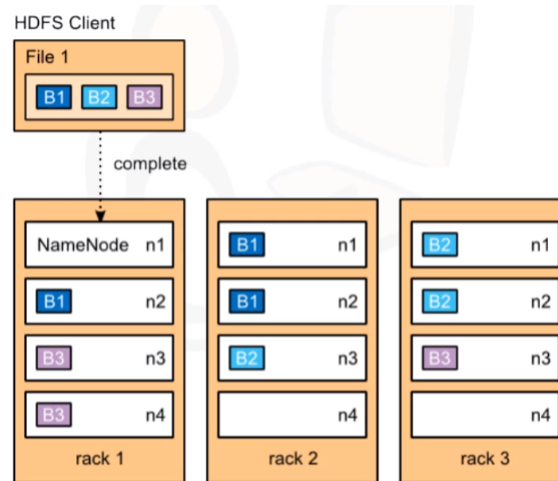 HDFS Client
File 1
B1 B2 B3
complete
NameNode n1
B1 n2
B3 n3
B3 n4
rack 1
B1 n1
B1 n2
B2 n3
n4
rack 2
B2 n1
B2 n2
B3 n3
n4
rack 3